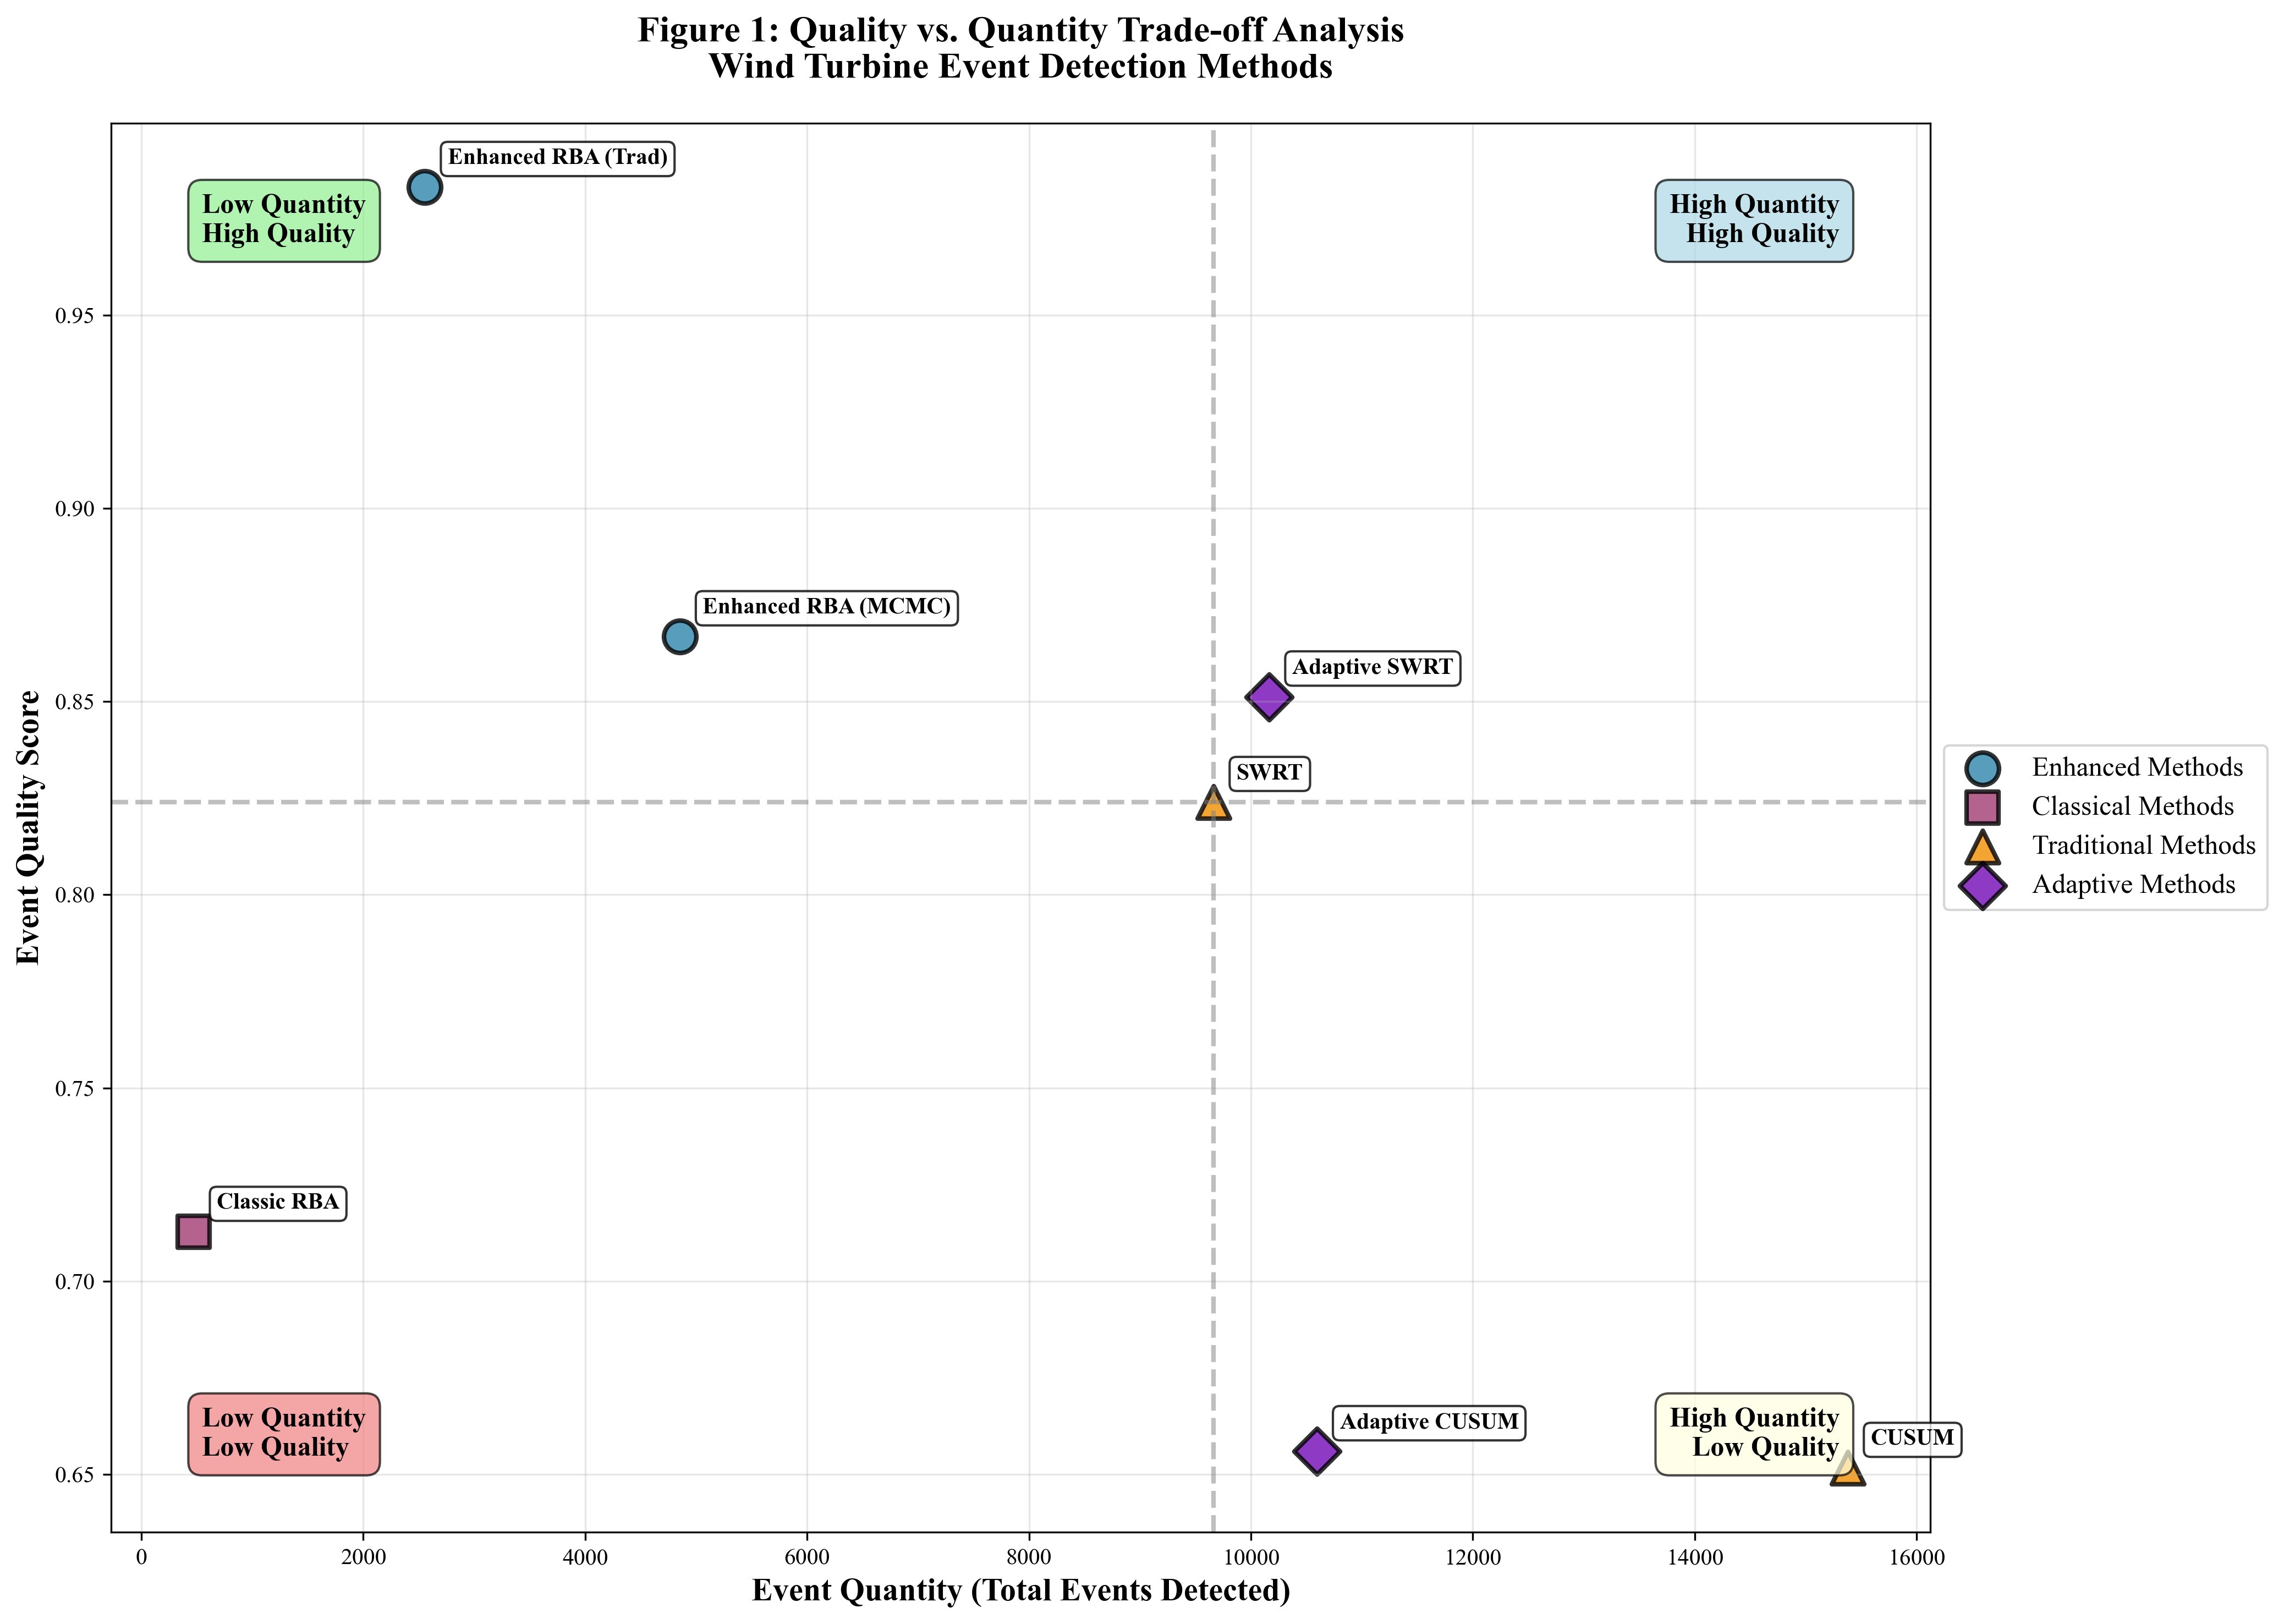 Figure 1: Quality vs. Quantity Trade-off Analysis
Wind Turbine Event Detection Methods
Enhanced RBA (Trad)
Low Quantity
High Quality
High Quantity
High Quality
0.95
0.90
Enhanced RBA (MCMC)
Adaptive SWRT
0.85
SWRT
Event Quality Score
Enhanced Methods
Classical Methods
Traditional Methods
Adaptive Methods
0.80
0.75
Classic RBA
0.70
Low Quantity
Low Quality
Adaptive CUSUM
High Quantity
Low Quality
CUSUM
0.65
0 2000 4000 6000 8000 10000 12000 14000 16000
Event Quantity (Total Events Detected)